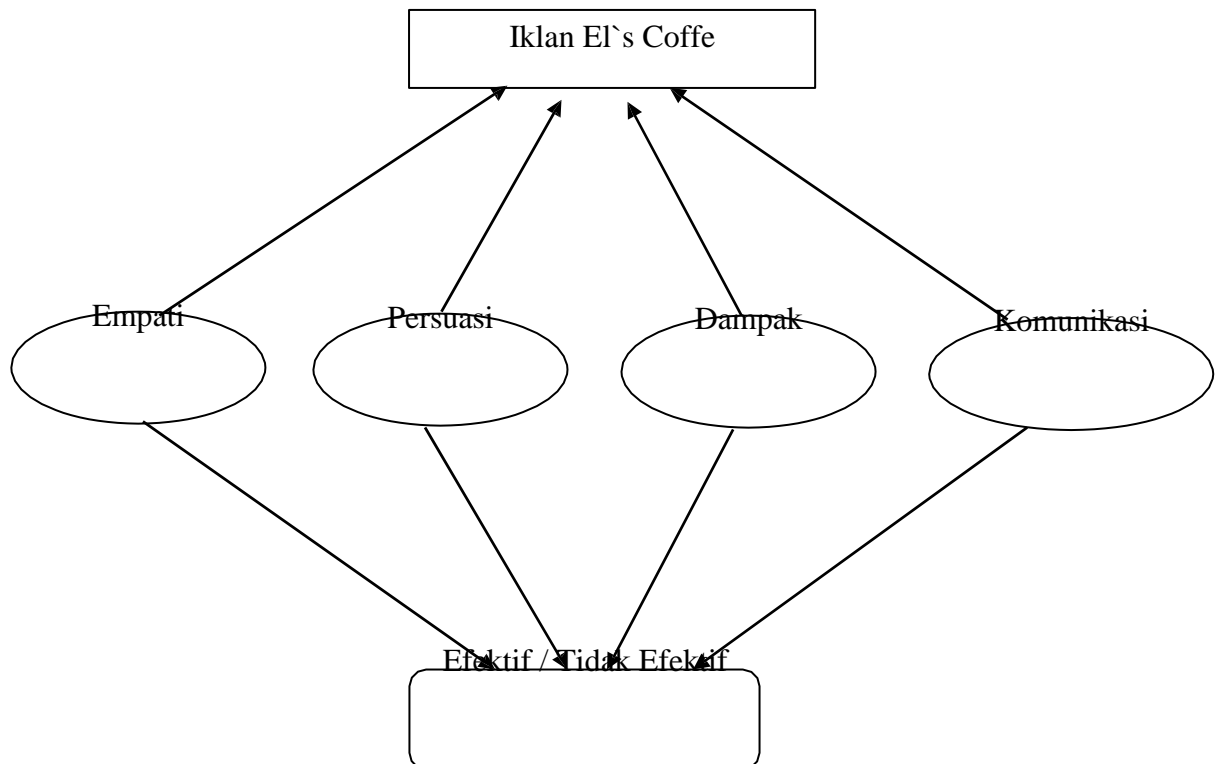 Iklan El`s Coffe
Empati
Persuasi
Dampak
Komunikasi
Efektif / Tidak Efektif